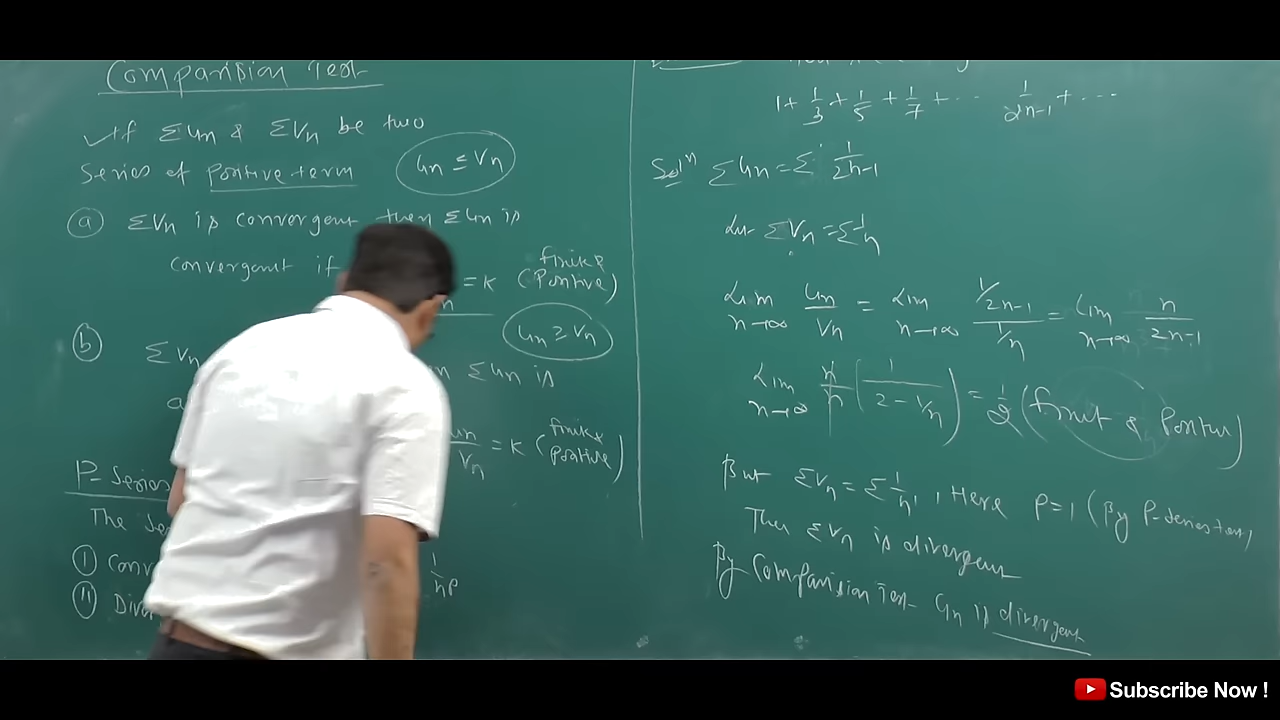 Comparision Test
✓If Σun & Σvn be two
series of positive term
un ≤ vn
(a) Σvn is convergent then Σun is
convergent if
= K (finite & positive)
un ≥ vn
(b) Σvn
Σun is
un/vn = K (finite & positive)
P-Series
The
(i) Conv
1/n^p
(ii) Div
1 + 1/3 + 1/5 + 1/7 + ... 1/2n-1 + ...
Solⁿ Σun = Σ 1/2n-1
Let Σvn = Σ 1/n
Lim n→∞ un/vn = Lim n→∞ (1/2n-1)/(1/n) = Lim n→∞ n/2n-1
Lim n→∞ n/n (1/(2 - 1/n)) = 1/2 (finit & Positive)
But Σvn = Σ 1/n¹, Here P=1 (By P-series test)
Then Σvn is divergent
By Comparision Test un is divergent
Subscribe Now !